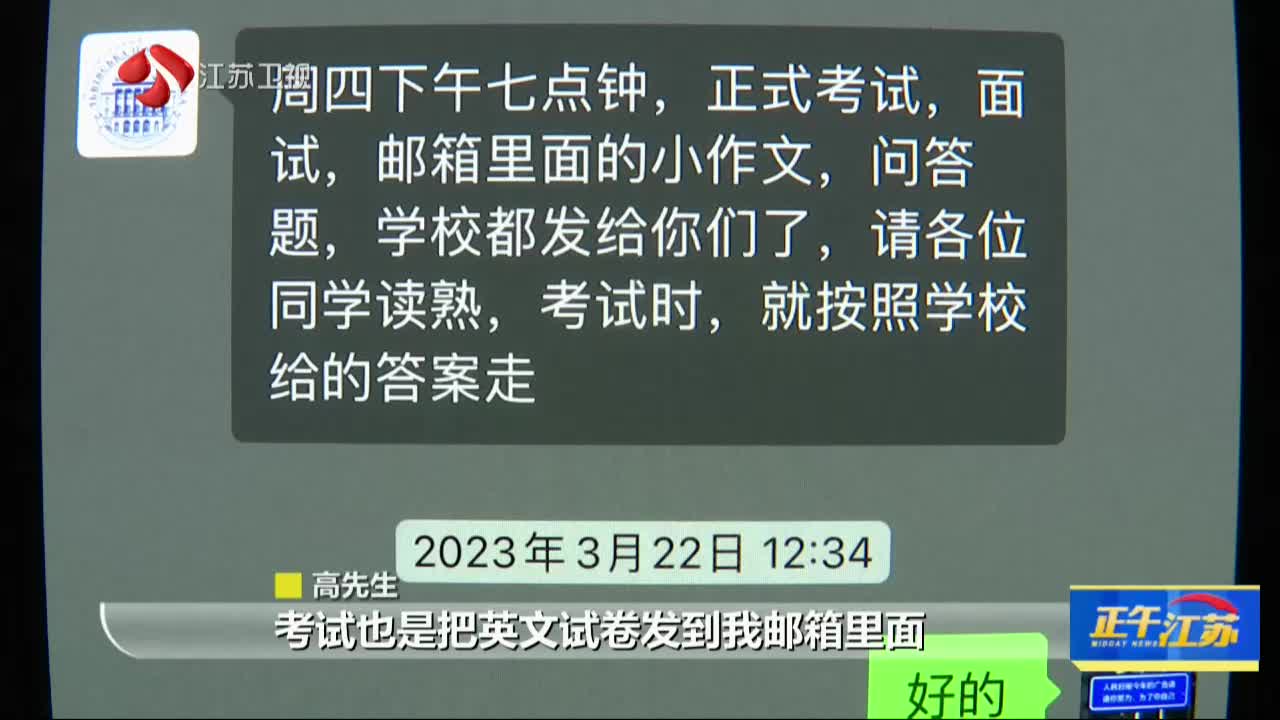 江苏卫视
周四下午七点钟，正式考试，面
试，邮箱里面的小作文，问答
题，学校都发给你们了，请各位
同学读熟，考试时，就按照学校
给的答案走
2023年3月22日 12:34
高先生
考试也是把英文试卷发到我邮箱里面
正午江苏
MIDDAY NEWS
好的